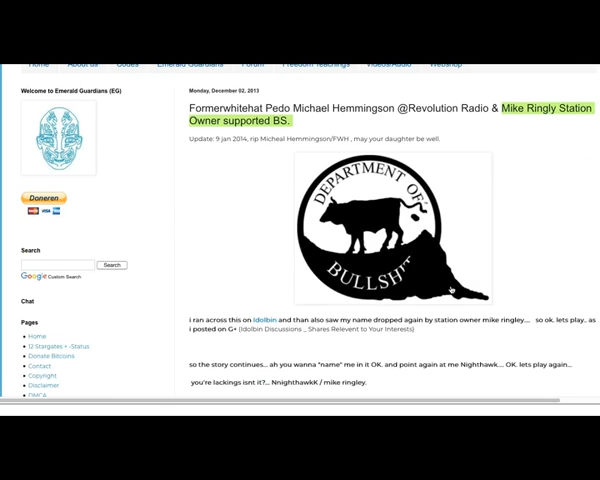 Home About us Codes Emerald Guardians Forum Freedom Teachings Video/Audio Webshop
Welcome to Emerald Guardians (EG)
Doneren
VISA
Search
Search
Google Custom Search
Chat
Pages
Home
12 Stargates + -Status
Donate Bitcoins
Contact
Copyright
Disclaimer
DMCA
Monday, December 02, 2013
Formerwhitehat Pedo Michael Hemmingson @Revolution Radio & Mike Ringly Station
Owner supported BS.
Update: 9 jan 2014, rip Micheal Hemmingson/FWH , may your daughter be well.
DEPARTMENT OF
BULLSHIT
i ran across this on Idolbin and than also saw my name dropped again by station owner mike ringley.... so ok. lets play.. as
i posted on G+ (Idolbin Discussions _ Shares Relevent to Your Interests)
so the story continues... ah you wanna "name" me in it OK. and point again at me Nighthawk.... OK. lets play again...
you're lackings isnt it?... NnighthawkK / mike ringley.